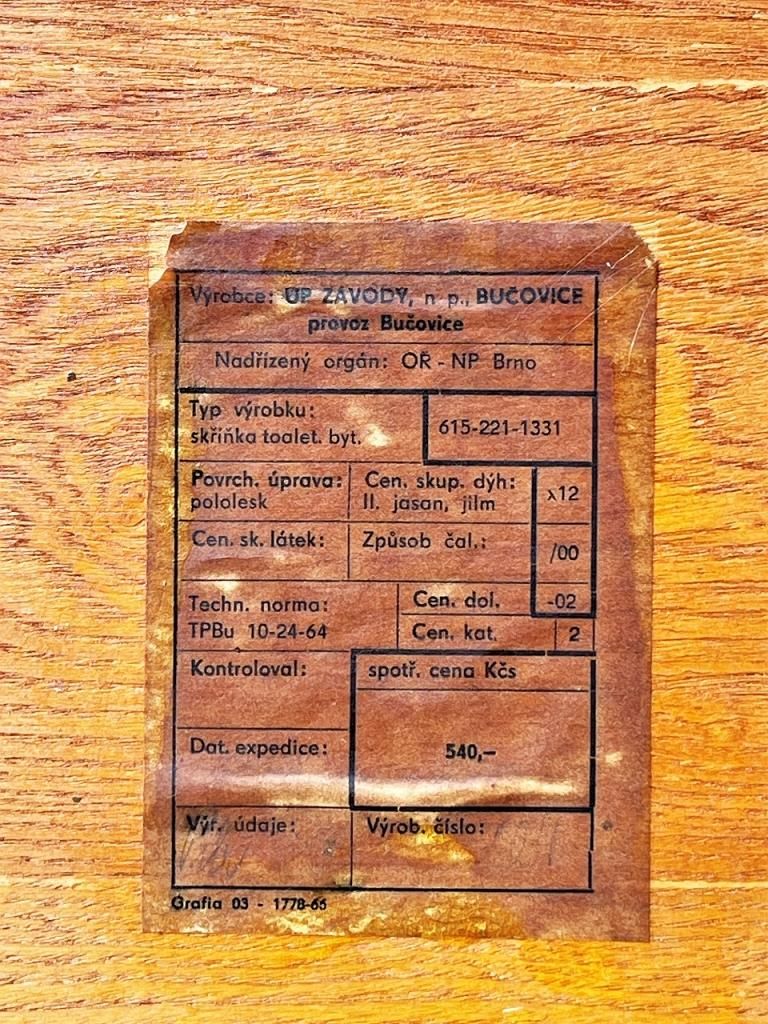 Výrobce: UP ZÁVODY, n. p., BUČOVICE
provoz Bučovice
Nadřízený orgán: OŘ - NP Brno
Typ výrobku:
skříňka toalet. byt.
615-221-1331
Povrch. úprava:
pololesk
Cen. skup. dýh:
II. jasan, jilm
x12
Cen. sk. látek:
Způsob čal.:
/00
Techn. norma:
TPBu 10-24-64
Cen. dol.
-02
Cen. kat.
2
Kontroloval:
spotř. cena Kčs
Dat. expedice:
540,—
Výr. údaje:
Výrob. číslo:
Grafia 03 - 1778-66